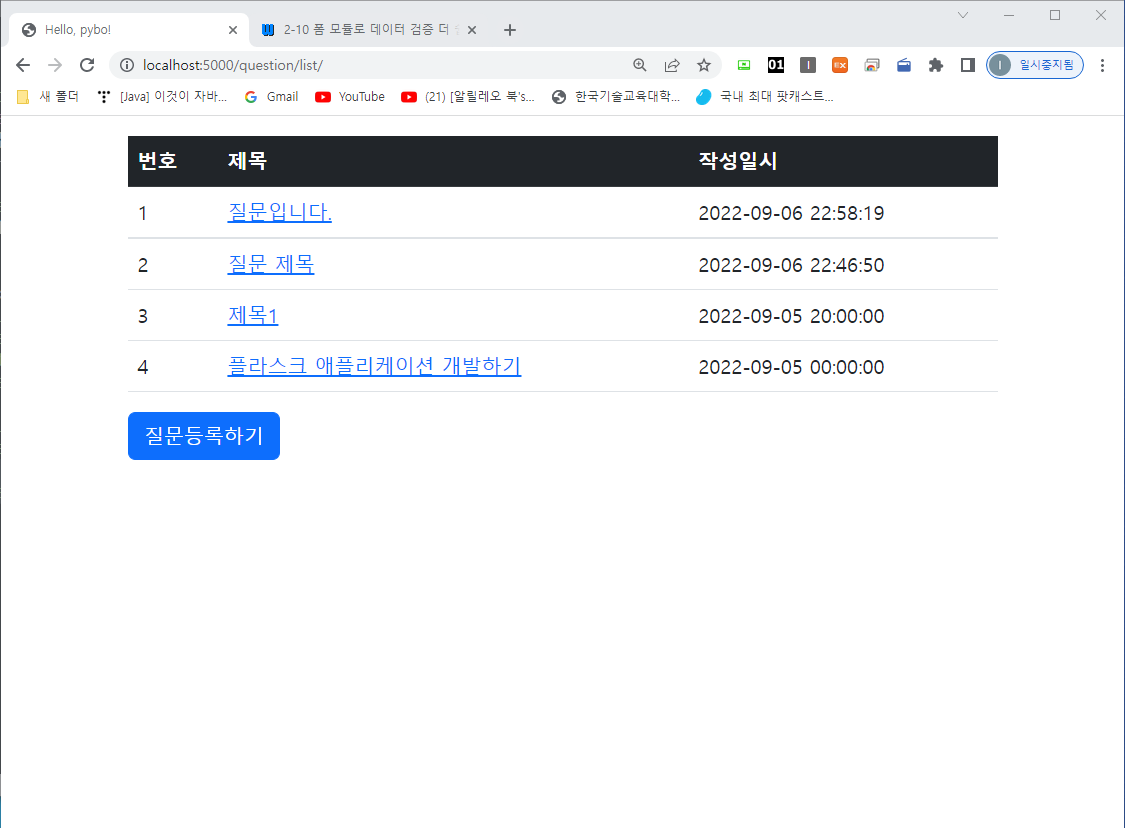 Hello, pybo!
2-10 폼 모듈로 데이터 검증 더
localhost:5000/question/list/
01
EX
일시중지됨
새 폴더
[Java] 이것이 자바...
Gmail
YouTube
(21) [알릴레오 북's...
한국기술교육대학...
국내 최대 팟캐스트...
번호 제목 작성일시
1 질문입니다. 2022-09-06 22:58:19
2 질문 제목 2022-09-06 22:46:50
3 제목1 2022-09-05 20:00:00
4 플라스크 애플리케이션 개발하기 2022-09-05 00:00:00
질문등록하기